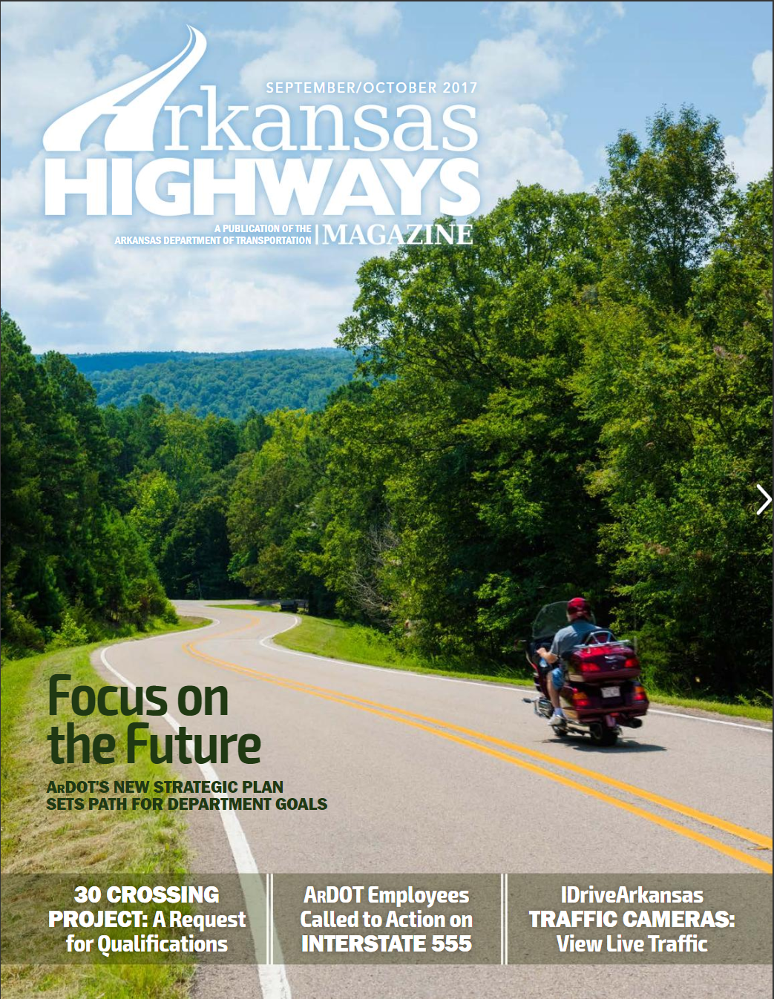 SEPTEMBER/OCTOBER 2017
Arkansas
HIGHWAYS
A PUBLICATION OF THE
ARKANSAS DEPARTMENT OF TRANSPORTATION
MAGAZINE
Focus on
the Future
ARDOT'S NEW STRATEGIC PLAN
SETS PATH FOR DEPARTMENT GOALS
30 CROSSING
PROJECT: A Request
for Qualifications
ARDOT Employees
Called to Action on
INTERSTATE 555
IDriveArkansas
TRAFFIC CAMERAS:
View Live Traffic